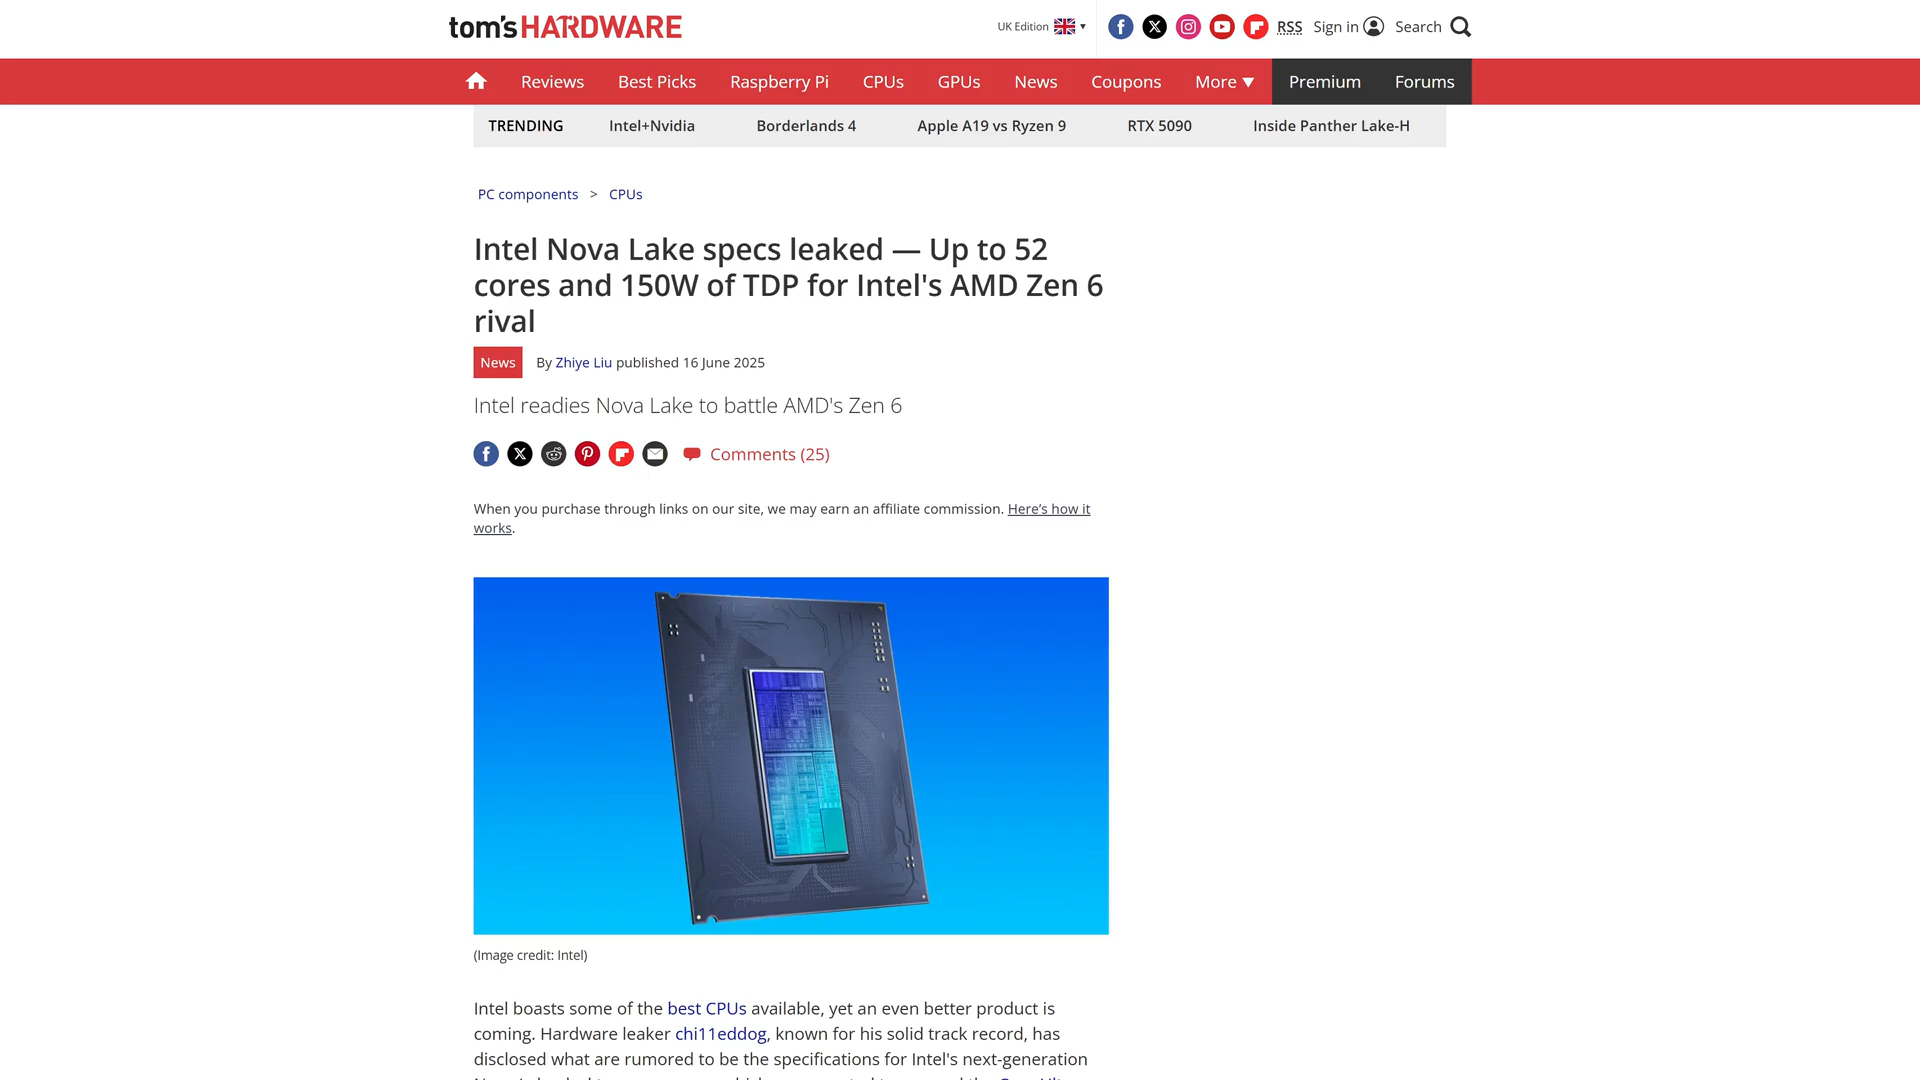 tom's HARDWARE
UK Edition
RSS
Sign in
Search
Reviews
Best Picks
Raspberry Pi
CPUs
GPUs
News
Coupons
More
Premium
Forums
TRENDING
Intel+Nvidia
Borderlands 4
Apple A19 vs Ryzen 9
RTX 5090
Inside Panther Lake-H
PC components > CPUs
Intel Nova Lake specs leaked — Up to 52
cores and 150W of TDP for Intel's AMD Zen 6
rival
News
By Zhiye Liu published 16 June 2025
Intel readies Nova Lake to battle AMD's Zen 6
Comments (25)
When you purchase through links on our site, we may earn an affiliate commission. Here’s how it
works.
(Image credit: Intel)
Intel boasts some of the best CPUs available, yet an even better product is
coming. Hardware leaker chi11eddog, known for his solid track record, has
disclosed what are rumored to be the specifications for Intel's next-generation